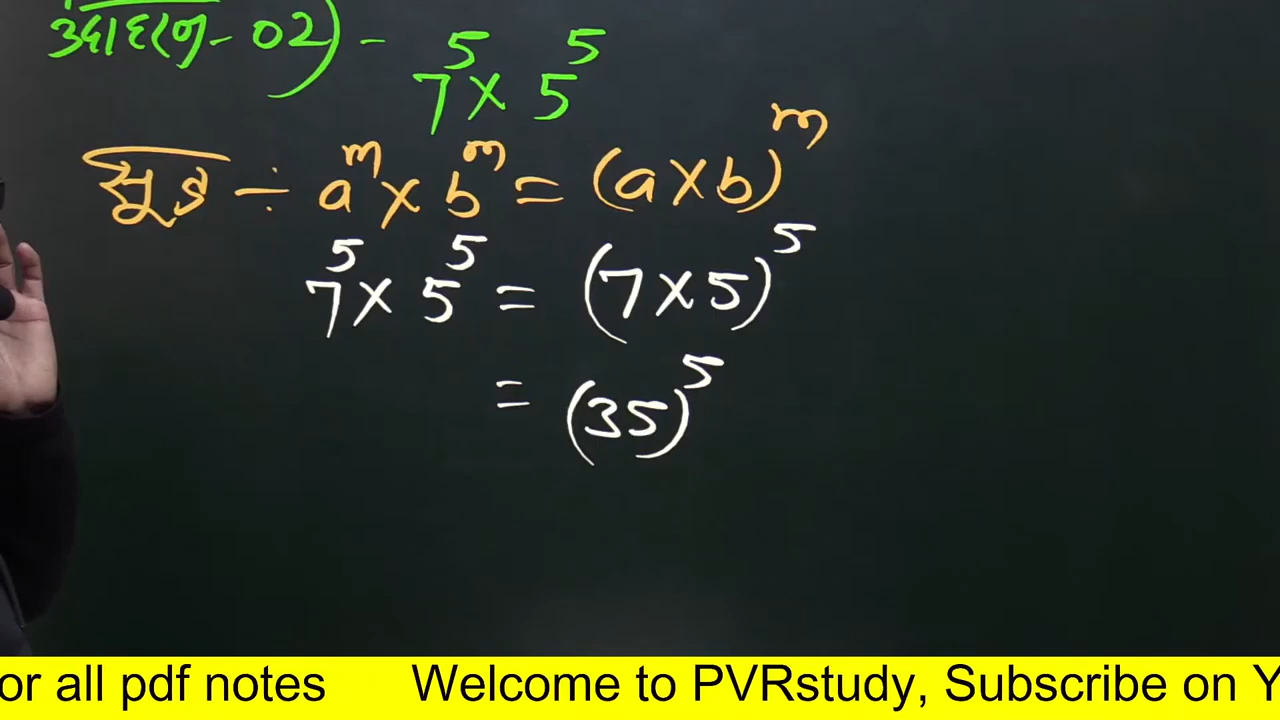 उदाहरण - 02) - 7⁵ × 5⁵
सूत्र ÷ aᵐ × bᵐ = (a × b)ᵐ
7⁵ × 5⁵ = (7 × 5)⁵
= (35)⁵
or all pdf notes Welcome to PVRstudy, Subscribe on Y